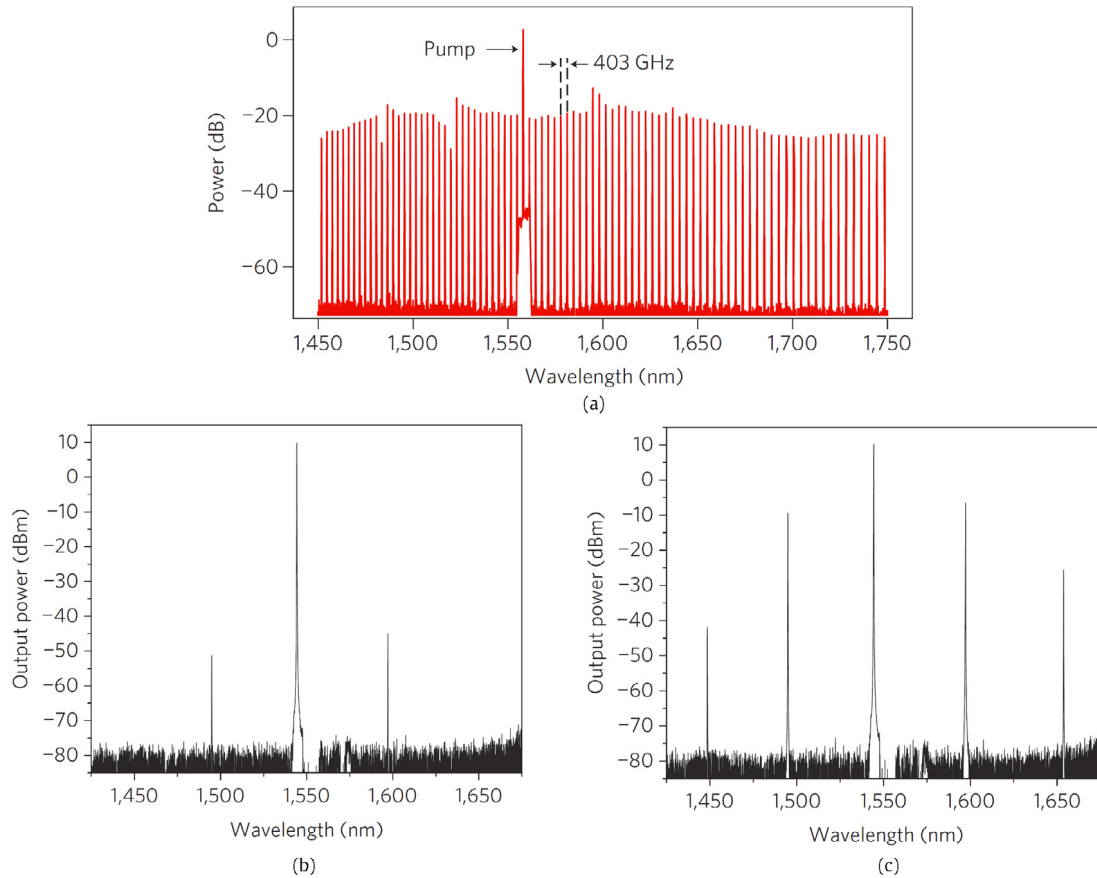 0
−20
−40
−60
Power (dB)
Pump
403 GHz
1,450 1,500 1,550 1,600 1,650 1,700 1,750
Wavelength (nm)
(a)
10
0
−10
−20
−30
−40
−50
−60
−70
−80
Output power (dBm)
1,450 1,500 1,550 1,600 1,650
Wavelength (nm)
(b)
10
0
−10
−20
−30
−40
−50
−60
−70
−80
Output power (dBm)
1,450 1,500 1,550 1,600 1,650
Wavelength (nm)
(c)